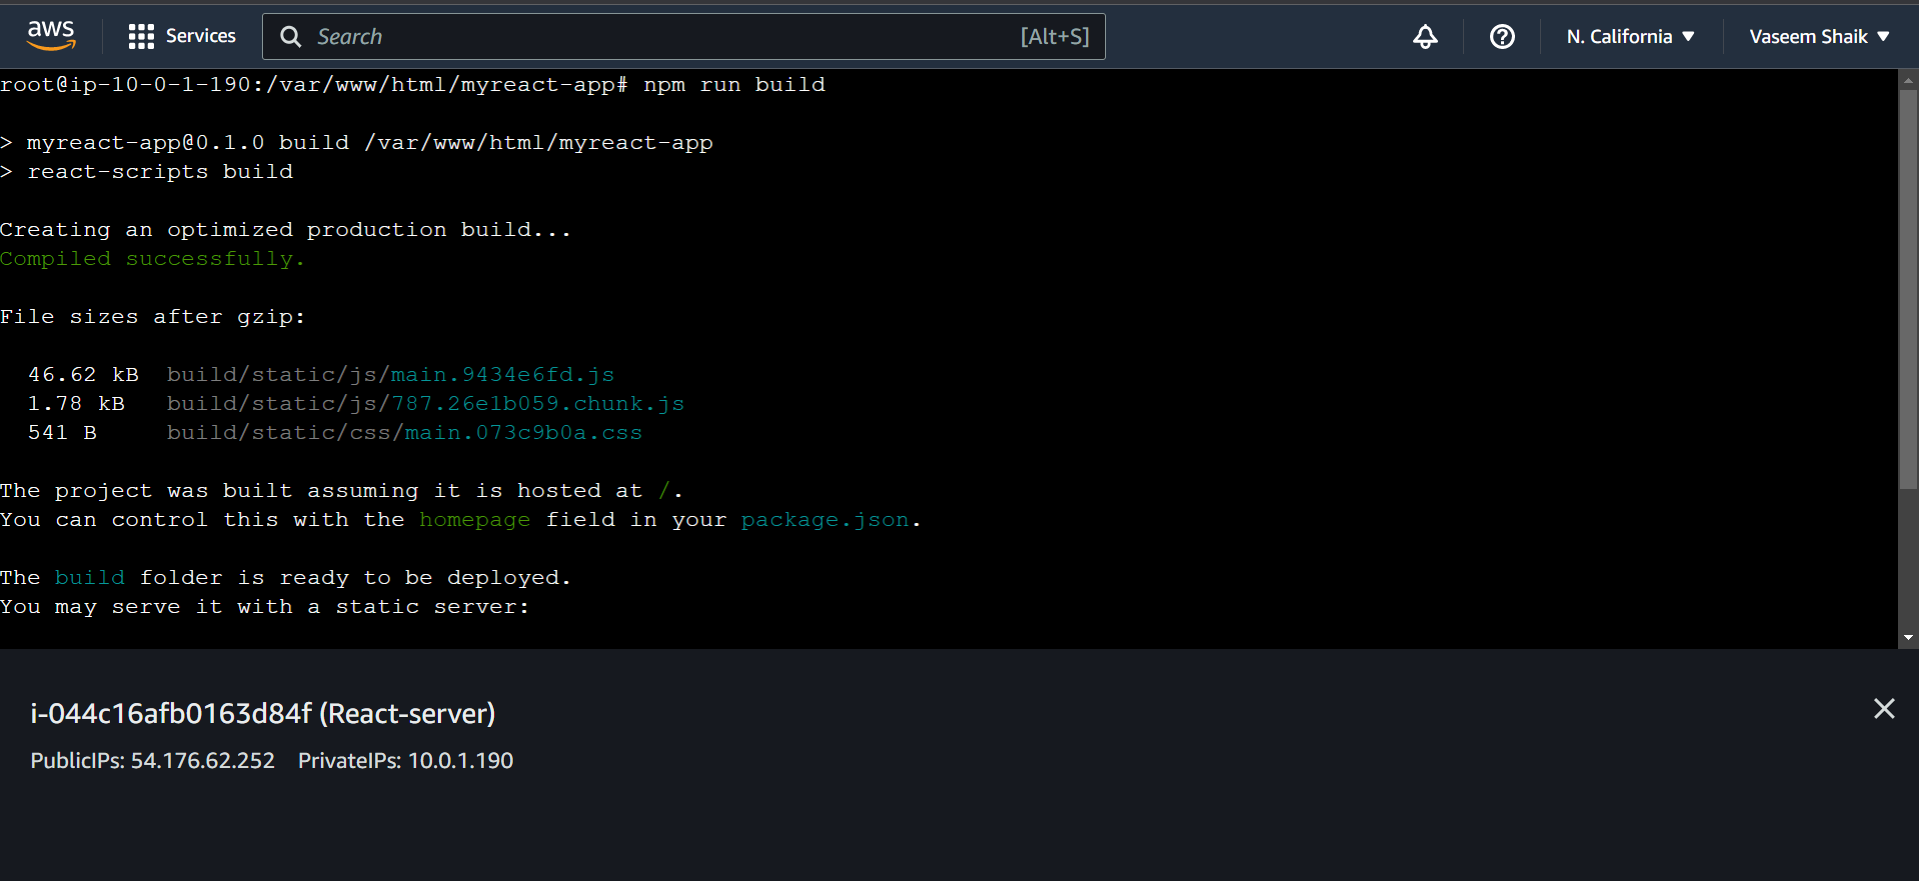 aws Services Search [Alt+S] N. California Vaseem Shaik
root@ip-10-0-1-190:/var/www/html/myreact-app# npm run build
> myreact-app@0.1.0 build /var/www/html/myreact-app
> react-scripts build
Creating an optimized production build...
Compiled successfully.
File sizes after gzip:
46.62 kB build/static/js/main.9434e6fd.js
1.78 kB build/static/js/787.26e1b059.chunk.js
541 B build/static/css/main.073c9b0a.css
The project was built assuming it is hosted at /.
You can control this with the homepage field in your package.json.
The build folder is ready to be deployed.
You may serve it with a static server:
i-044c16afb0163d84f (React-server)
PublicIPs: 54.176.62.252 PrivateIPs: 10.0.1.190